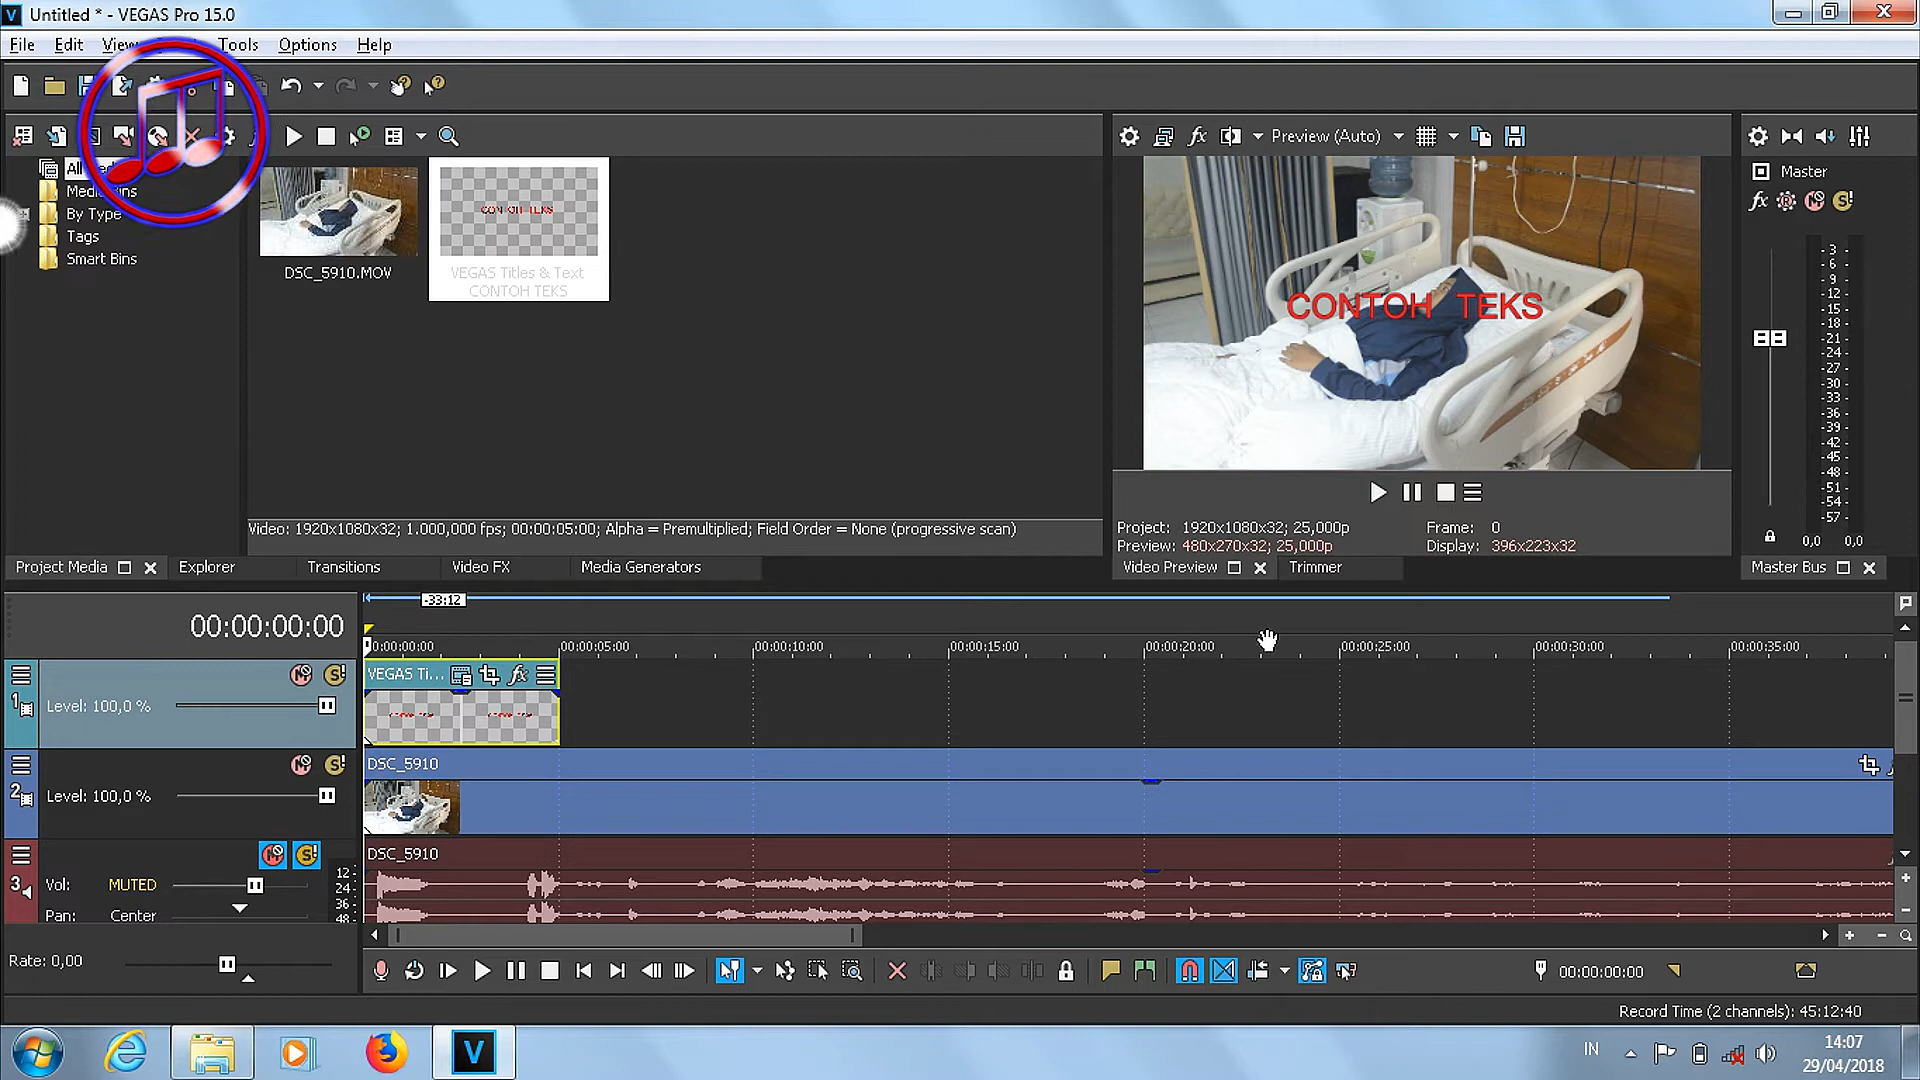 Untitled * - VEGAS Pro 15.0
File Edit View Tools Options Help
Preview (Auto)
All Med
Media Bins
By Type
Tags
Smart Bins
CONTOH TEKS
DSC_5910.MOV
VEGAS Titles & Text
CONTOH TEKS
CONTOH TEKS
Master
-3
-6
-9
-12
-15
-18
-21
-24
-27
-30
-33
-36
-39
-42
-45
-48
-51
-54
-57
0,0 0,0
Video: 1920x1080x32; 1.000,000 fps; 00:00:05:00; Alpha = Premultiplied; Field Order = None (progressive scan)
Project: 1920x1080x32; 25,000p Frame: 0
Preview: 480x270x32; 25,000p Display: 396x223x32
Project Media Explorer Transitions Video FX Media Generators
Video Preview Trimmer
Master Bus
-33:12
00:00:00:00
00:00:00:00 00:00:05:00 00:00:10:00 00:00:15:00 00:00:20:00 00:00:25:00 00:00:30:00 00:00:35:00
VEGAS Ti...
1 Level: 100,0 %
DSC_5910
2 Level: 100,0 %
DSC_5910
3 Vol: MUTED
Pan: Center
12
24
36
48
Rate: 0,00
00:00:00:00
Record Time (2 channels): 45:12:40
IN
14:07
29/04/2018